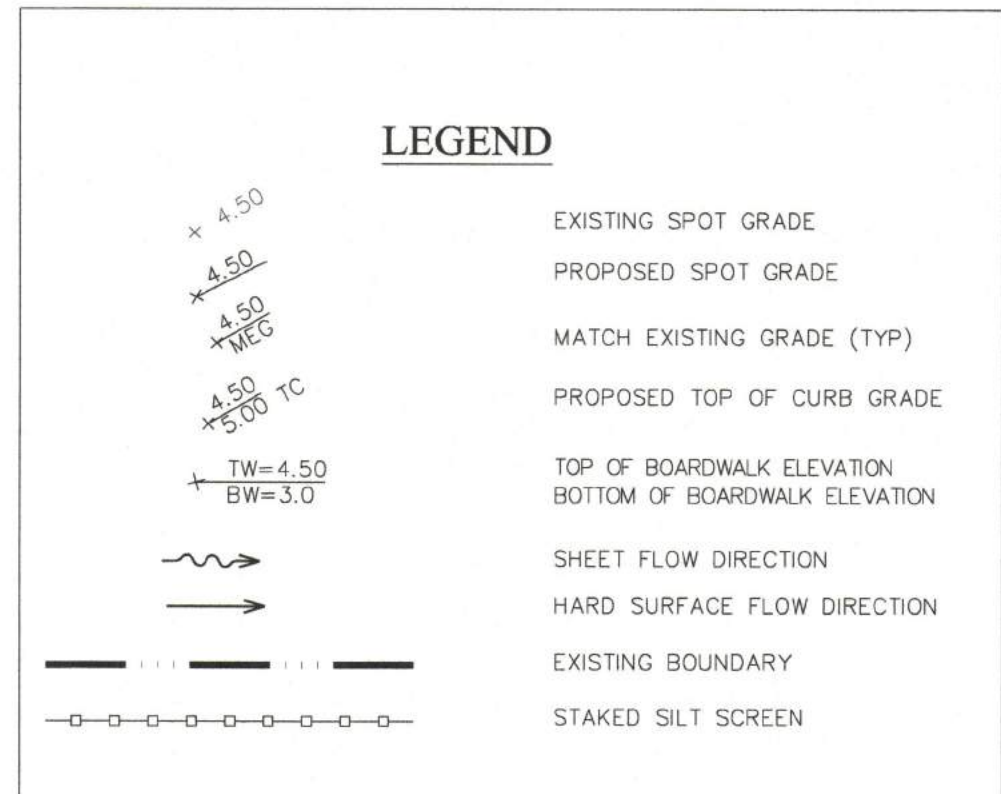 LEGEND
4.50 EXISTING SPOT GRADE
4.50 PROPOSED SPOT GRADE
4.50
MEG
MATCH EXISTING GRADE (TYP)
4.50
5.00 TC
PROPOSED TOP OF CURB GRADE
TW=4.50 TOP OF BOARDWALK ELEVATION
BW=3.0 BOTTOM OF BOARDWALK ELEVATION
SHEET FLOW DIRECTION
HARD SURFACE FLOW DIRECTION
EXISTING BOUNDARY
STAKED SILT SCREEN